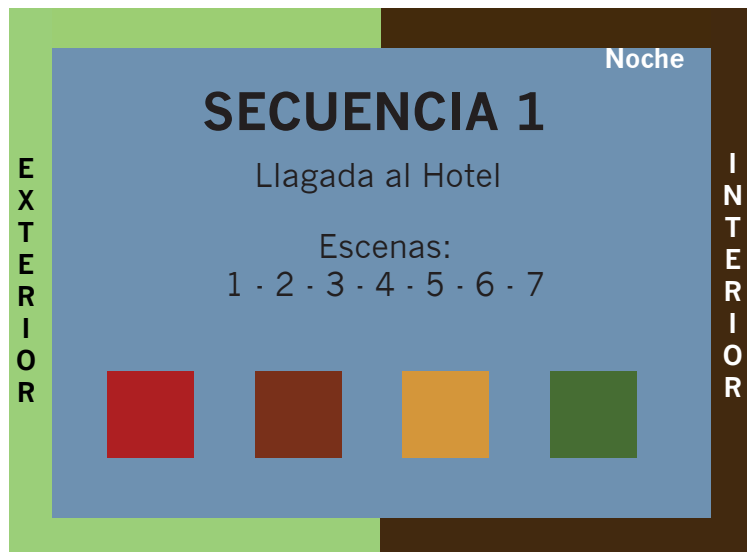 Noche
SECUENCIA 1
Llagada al Hotel
Escenas:
1 - 2 - 3 - 4 - 5 - 6 - 7
EXTERIOR
INTERIOR